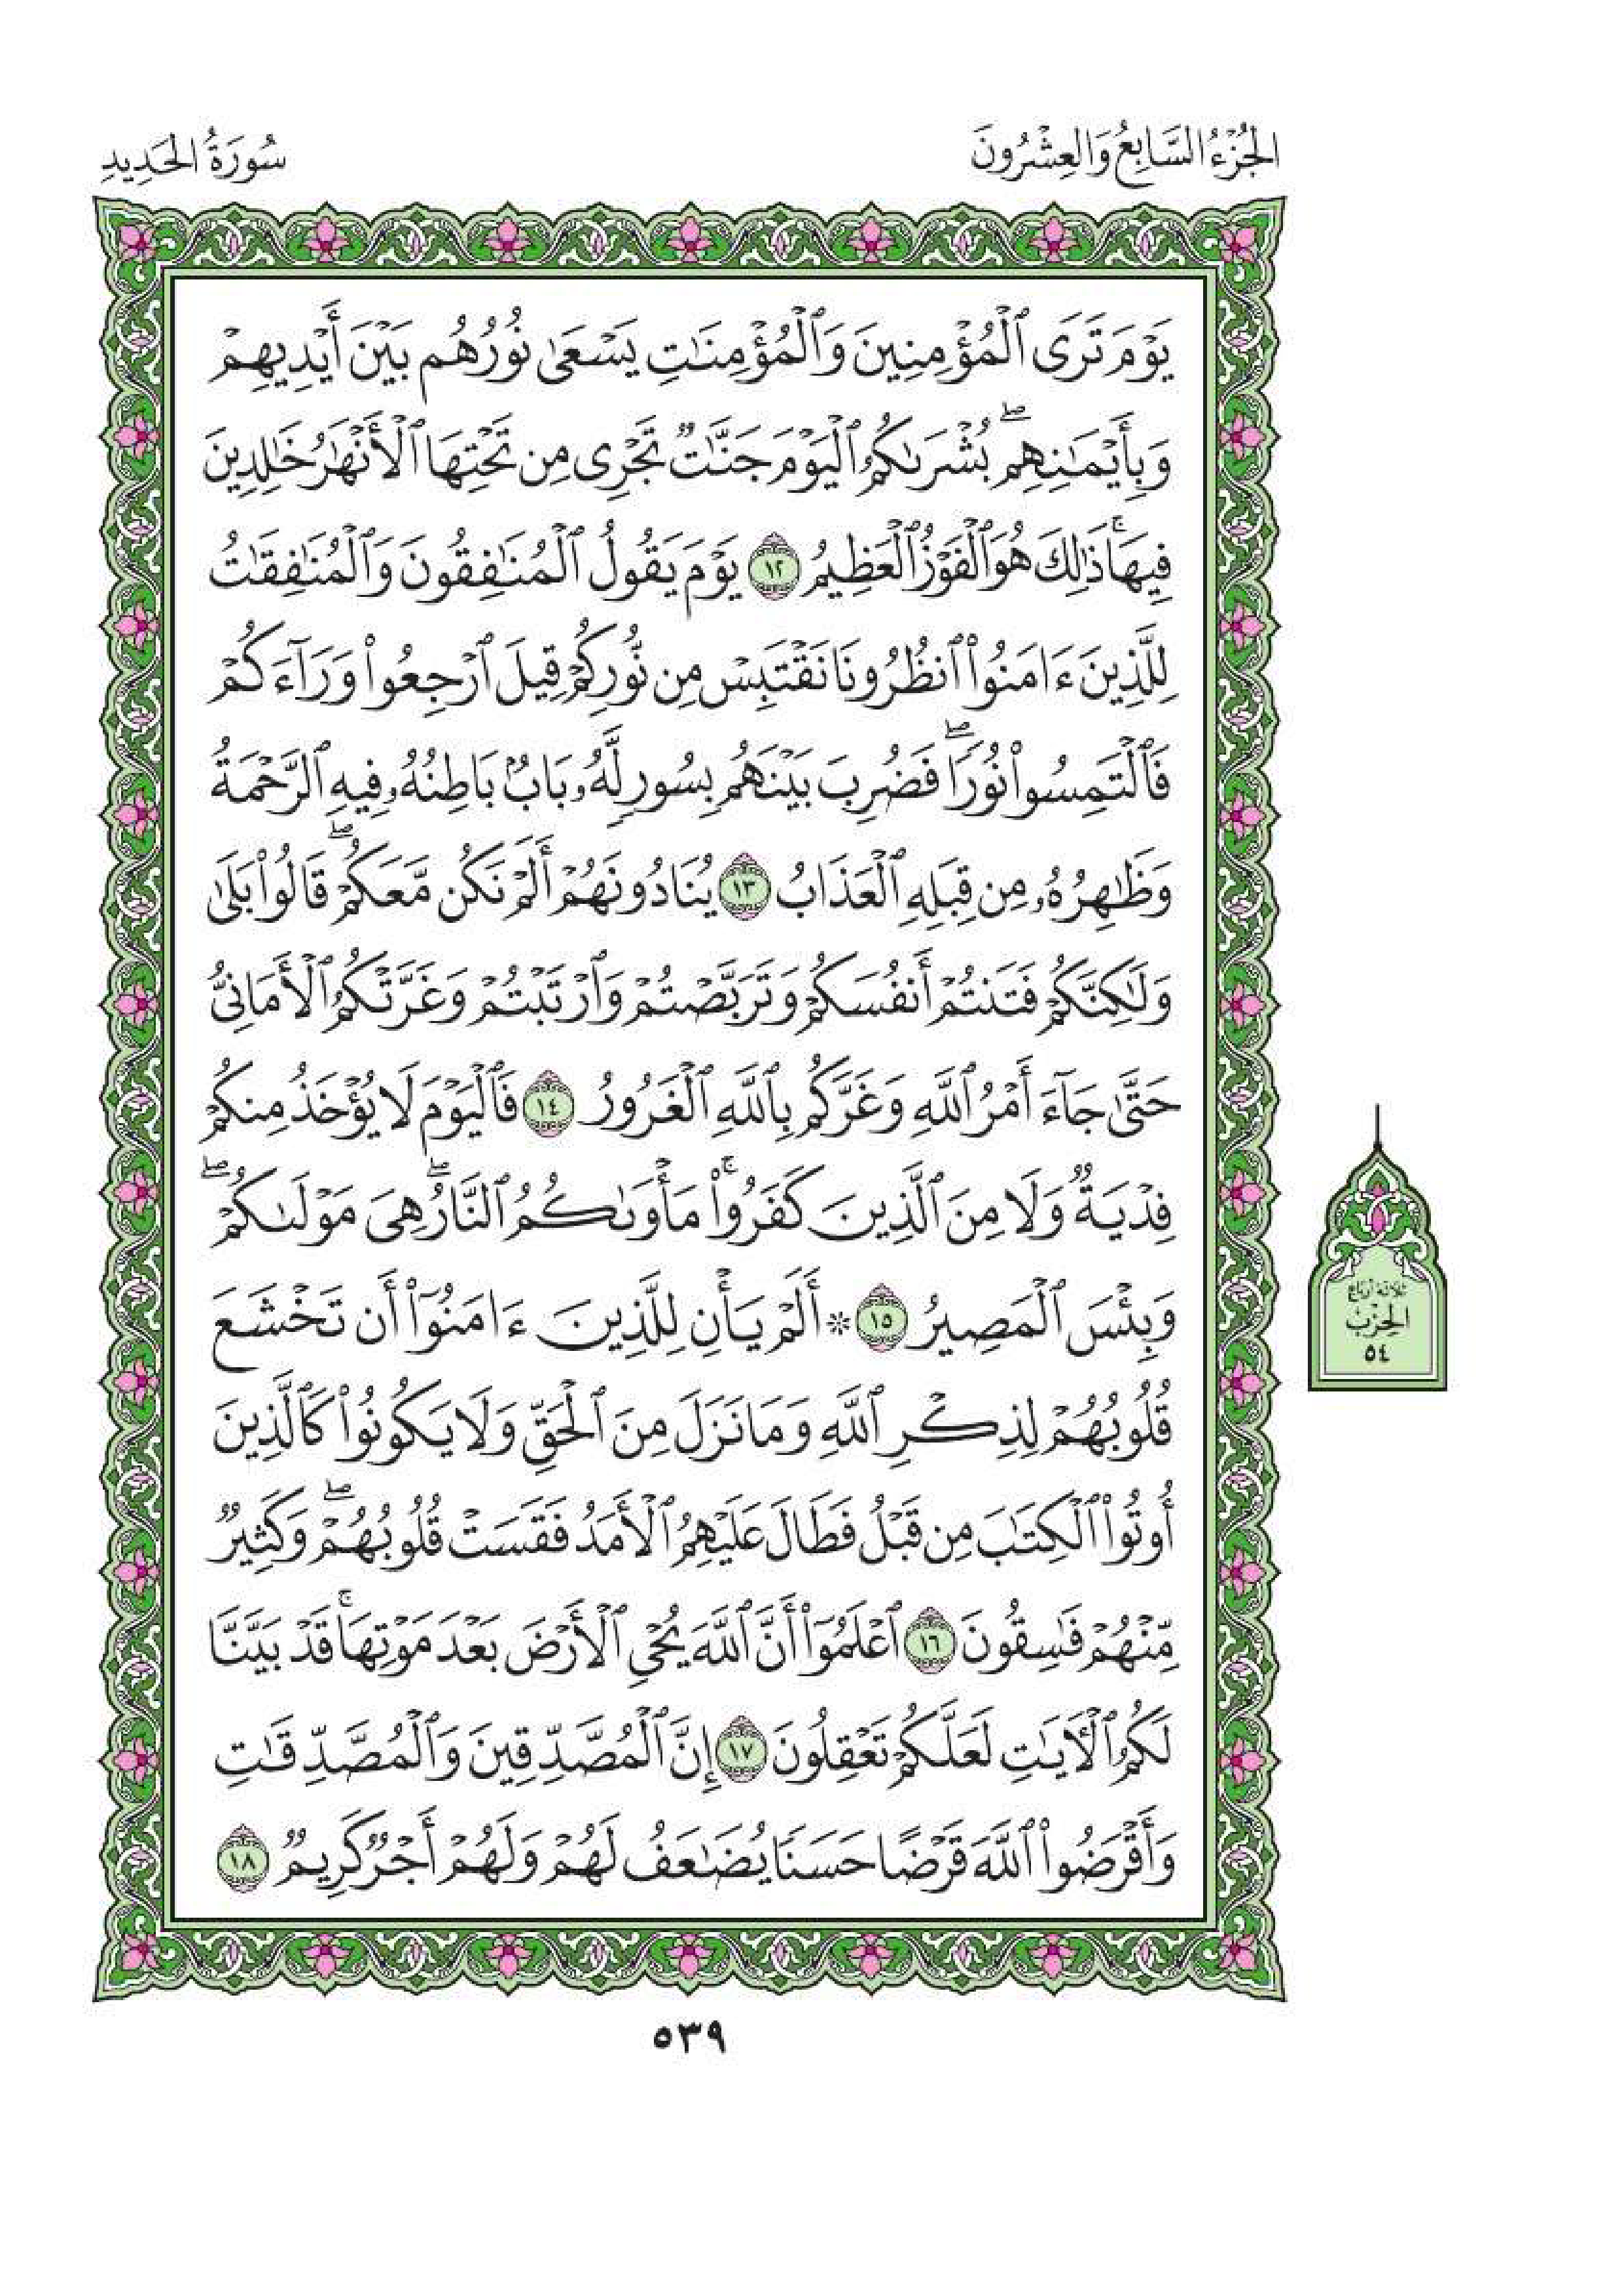 الجُزْءُ السَّابِعُ وَالعِشْرُونَ
سُورَةُ الحَدِيدِ
يَوْمَ تَرَى ٱلْمُؤْمِنِينَ وَٱلْمُؤْمِنَٰتِ يَسْعَىٰ نُورُهُم بَيْنَ أَيْدِيهِمْ
وَبِأَيْمَٰنِهِمۖ بُشْرَىٰكُمُ ٱلْيَوْمَ جَنَّٰتٌ تَجْرِى مِن تَحْتِهَا ٱلْأَنْهَٰرُ خَٰلِدِينَ
فِيهَاۚ ذَٰلِكَ هُوَ ٱلْفَوْزُ ٱلْعَظِيمُ ١٢ يَوْمَ يَقُولُ ٱلْمُنَٰفِقُونَ وَٱلْمُنَٰفِقَٰتُ
لِلَّذِينَ ءَامَنُوا۟ ٱنظُرُونَا نَقْتَبِسْ مِن نُّورِكُمْ قِيلَ ٱرْجِعُوا۟ وَرَآءَكُمْ
فَٱلْتَمِسُوا۟ نُورًاۖ فَضُرِبَ بَيْنَهُم بِسُورٍ لَّهُۥ بَابٌۢ بَاطِنُهُۥ فِيهِ ٱلرَّحْمَةُ
وَظَٰهِرُهُۥ مِن قِبَلِهِ ٱلْعَذَابُ ١٣ يُنَادُونَهُمْ أَلَمْ نَكُن مَّعَكُمْۖ قَالُوا۟ بَلَىٰ
وَلَٰكِنَّكُمْ فَتَنتُمْ أَنفُسَكُمْ وَتَرَبَّصْتُمْ وَٱرْتَبْتُمْ وَغَرَّتْكُمُ ٱلْأَمَانِىُّ
حَتَّىٰ جَآءَ أَمْرُ ٱللَّهِ وَغَرَّكُم بِٱللَّهِ ٱلْغَرُورُ ١٤ فَٱلْيَوْمَ لَا يُؤْخَذُ مِنكُمْ
فِدْيَةٌ وَلَا مِنَ ٱلَّذِينَ كَفَرُوا۟ۚ مَأْوَىٰكُمُ ٱلنَّارُۖ هِىَ مَوْلَىٰكُمْۖ
وَبِئْسَ ٱلْمَصِيرُ ١٥ ۞ أَلَمْ يَأْنِ لِلَّذِينَ ءَامَنُوٓا۟ أَن تَخْشَعَ
قُلُوبُهُمْ لِذِكْرِ ٱللَّهِ وَمَا نَزَلَ مِنَ ٱلْحَقِّ وَلَا يَكُونُوا۟ كَٱلَّذِينَ
أُوتُوا۟ ٱلْكِتَٰبَ مِن قَبْلُ فَطَالَ عَلَيْهِمُ ٱلْأَمَدُ فَقَسَتْ قُلُوبُهُمْۖ وَكَثِيرٌ
مِّنْهُمْ فَٰسِقُونَ ١٦ ٱعْلَمُوٓا۟ أَنَّ ٱللَّهَ يُحْىِ ٱلْأَرْضَ بَعْدَ مَوْتِهَاۚ قَدْ بَيَّنَّا
لَكُمُ ٱلْءَايَٰتِ لَعَلَّكُمْ تَعْقِلُونَ ١٧ إِنَّ ٱلْمُصَّدِّقِينَ وَٱلْمُصَّدِّقَٰتِ
وَأَقْرَضُوا۟ ٱللَّهَ قَرْضًا حَسَنًا يُضَٰعَفُ لَهُمْ وَلَهُمْ أَجْرٌ كَرِيمٌ ١٨
ثلاثة أرباع
الحِزْبِ
٥٤
٥٣٩